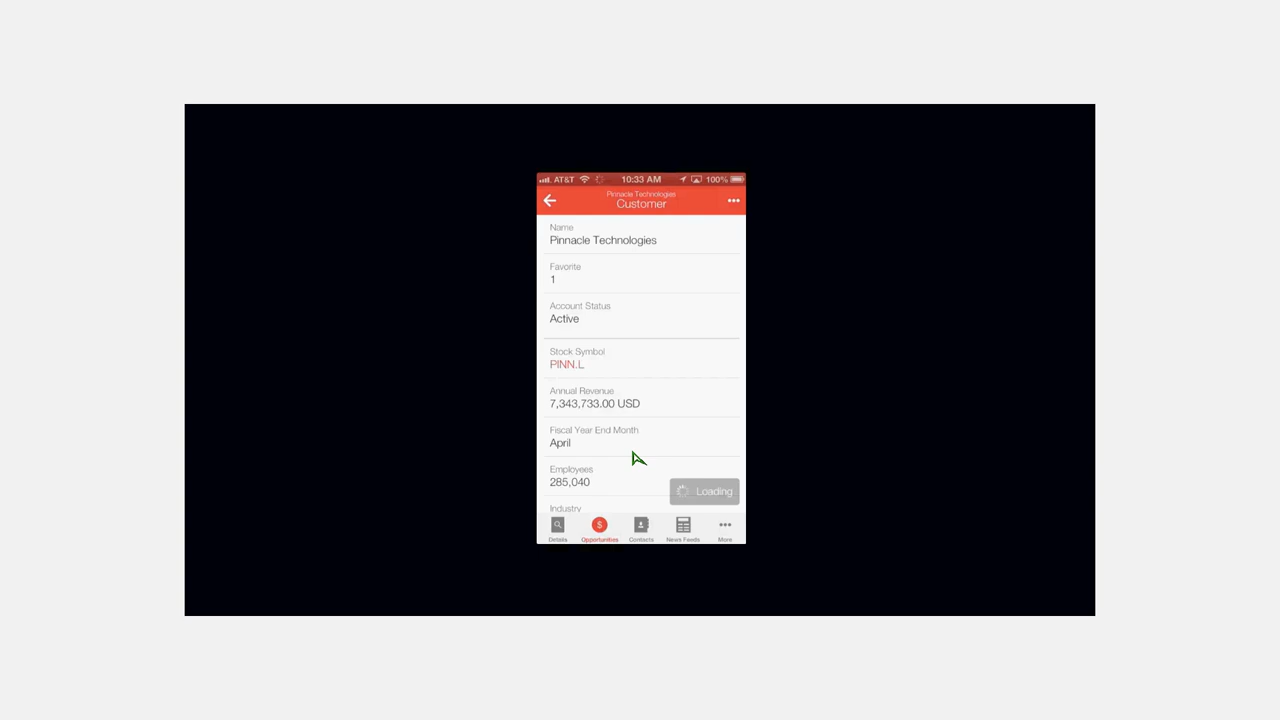 AT&T 10:33 AM 100%
Pinnacle Technologies
Customer
Name
Pinnacle Technologies
Favorite
1
Account Status
Active
Stock Symbol
PINN.L
Annual Revenue
7,343,733.00 USD
Fiscal Year End Month
April
Employees
285,040
Loading
Industry
Details Opportunities Contacts News Feeds More